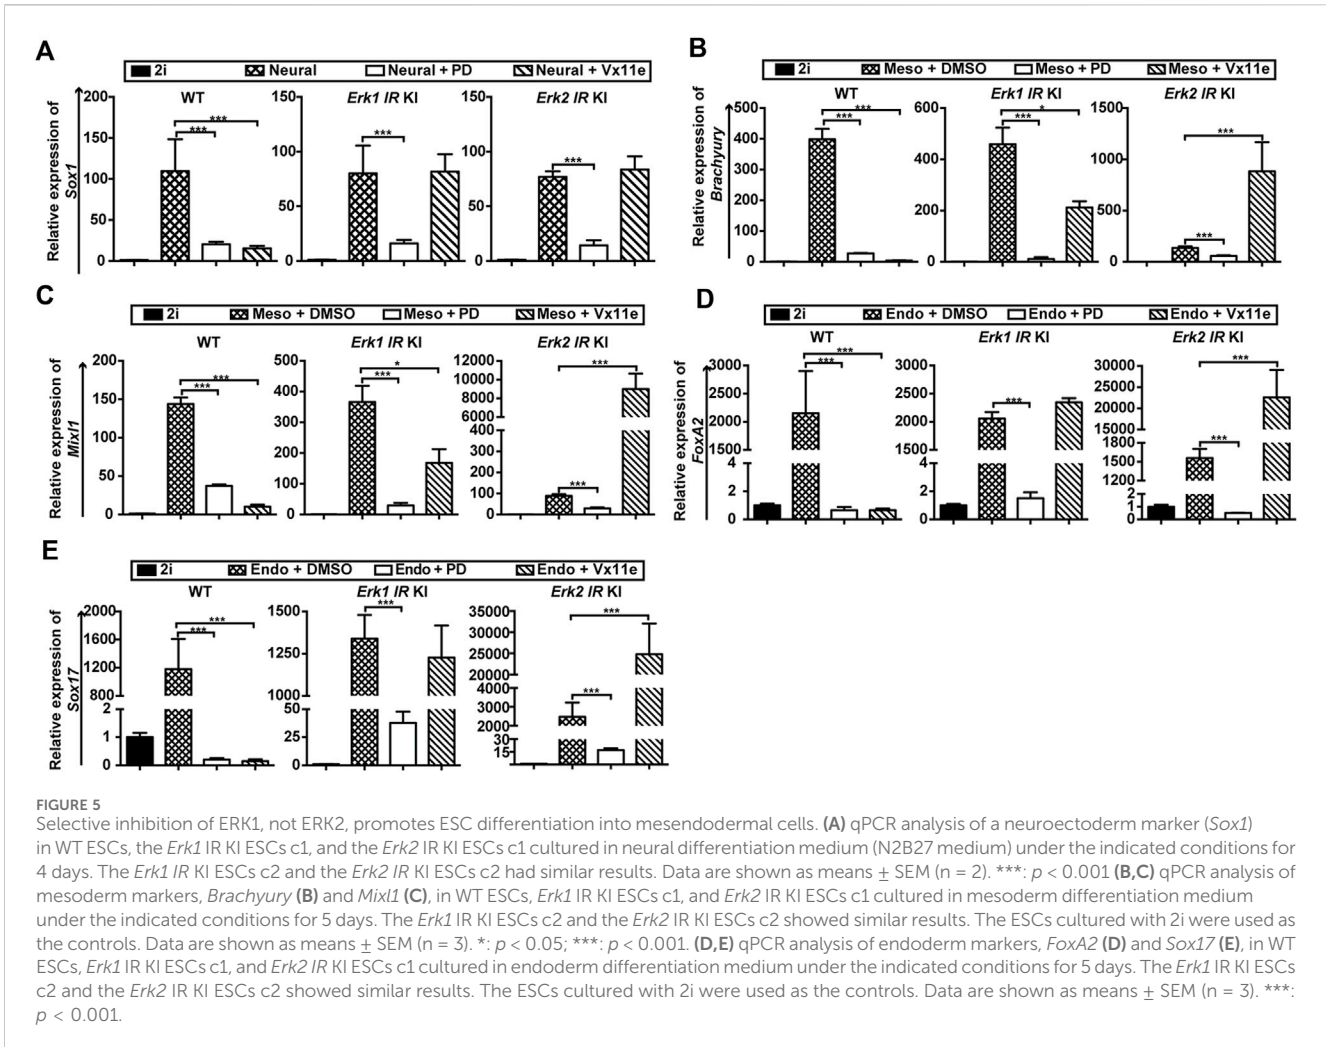 A
2i Neural Neural + PD Neural + Vx11e
Relative expression of
Sox1
WT
200
150
100
50
0
***
***
Erk1 IR KI
150
100
50
0
***
Erk2 IR KI
150
100
50
0
***
B
2i Meso + DMSO Meso + PD Meso + Vx11e
Relative expression of
Brachyury
WT
500
400
300
200
100
0
***
***
Erk1 IR KI
600
400
200
0
*
***
Erk2 IR KI
1500
1000
500
0
***
***
C
2i Meso + DMSO Meso + PD Meso + Vx11e
Relative expression of
Mixl1
WT
200
150
100
50
0
***
***
Erk1 IR KI
500
400
300
200
100
0
*
***
Erk2 IR KI
12000
10000
8000
6000
400
300
200
100
0
***
***
D
2i Endo + DMSO Endo + PD Endo + Vx11e
Relative expression of
FoxA2
WT
3000
2500
2000
1500
4
2
0
***
***
Erk1 IR KI
3000
2500
2000
1500
4
2
0
***
Erk2 IR KI
30000
25000
20000
15000
1800
1500
1200
2
1
0
***
***
E
2i Endo + DMSO Endo + PD Endo + Vx11e
Relative expression of
Sox17
WT
2000
1600
1200
800
2
1
0
***
***
Erk1 IR KI
1500
1250
1000
50
25
0
***
Erk2 IR KI
35000
30000
25000
20000
4000
3000
2000
30
15
0
***
***
FIGURE 5
Selective inhibition of ERK1, not ERK2, promotes ESC differentiation into mesendodermal cells. (A) qPCR analysis of a neuroectoderm marker (Sox1)
in WT ESCs, the Erk1 IR KI ESCs c1, and the Erk2 IR KI ESCs c1 cultured in neural differentiation medium (N2B27 medium) under the indicated conditions for
4 days. The Erk1 IR KI ESCs c2 and the Erk2 IR KI ESCs c2 had similar results. Data are shown as means ± SEM (n = 2). ***: p < 0.001 (B,C) qPCR analysis of
mesoderm markers, Brachyury (B) and Mixl1 (C), in WT ESCs, Erk1 IR KI ESCs c1, and Erk2 IR KI ESCs c1 cultured in mesoderm differentiation medium
under the indicated conditions for 5 days. The Erk1 IR KI ESCs c2 and the Erk2 IR KI ESCs c2 showed similar results. The ESCs cultured with 2i were used as
the controls. Data are shown as means ± SEM (n = 3). *: p < 0.05; ***: p < 0.001. (D,E) qPCR analysis of endoderm markers, FoxA2 (D) and Sox17 (E), in WT
ESCs, Erk1 IR KI ESCs c1, and Erk2 IR KI ESCs c1 cultured in endoderm differentiation medium under the indicated conditions for 5 days. The Erk1 IR KI ESCs
c2 and the Erk2 IR KI ESCs c2 showed similar results. The ESCs cultured with 2i were used as the controls. Data are shown as means ± SEM (n = 3). ***:
p < 0.001.